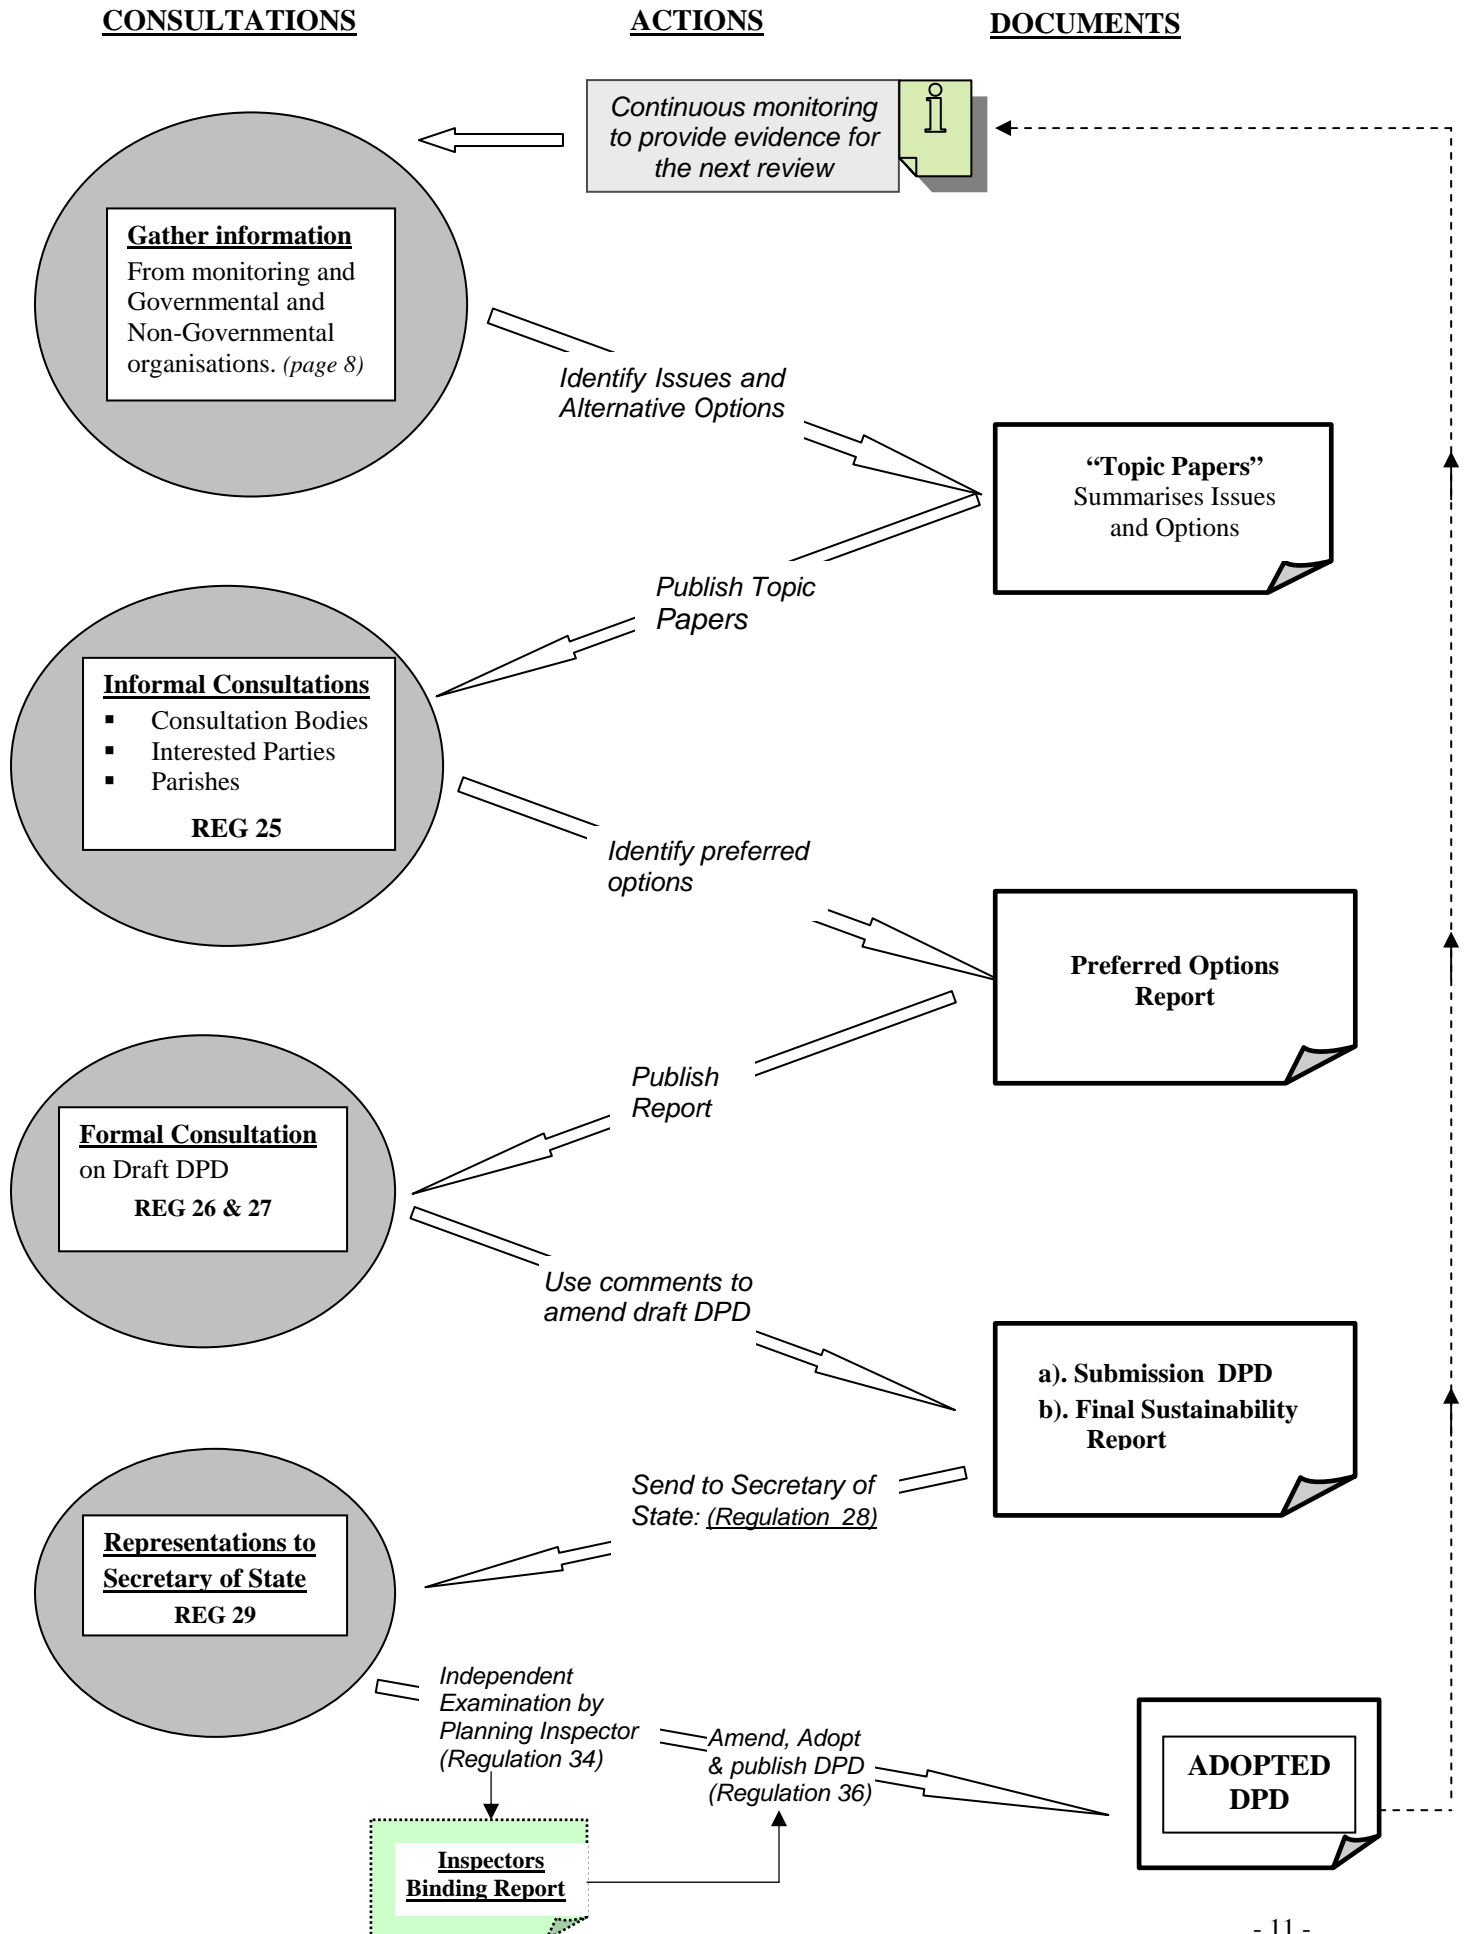 CONSULTATIONS
ACTIONS
DOCUMENTS
Continuous monitoring
to provide evidence for
the next review
i
Gather information
From monitoring and
Governmental and
Non-Governmental
organisations. (page 8)
Identify Issues and
Alternative Options
“Topic Papers”
Summarises Issues
and Options
Publish Topic
Papers
Informal Consultations
▪ Consultation Bodies
▪ Interested Parties
▪ Parishes
REG 25
Identify preferred
options
Preferred Options
Report
Publish
Report
Formal Consultation
on Draft DPD
REG 26 & 27
Use comments to
amend draft DPD
a). Submission DPD
b). Final Sustainability
Report
Send to Secretary of
State: (Regulation 28)
Representations to
Secretary of State
REG 29
Independent
Examination by
Planning Inspector
(Regulation 34)
Amend, Adopt
& publish DPD
(Regulation 36)
ADOPTED
DPD
Inspectors
Binding Report
- 11 -